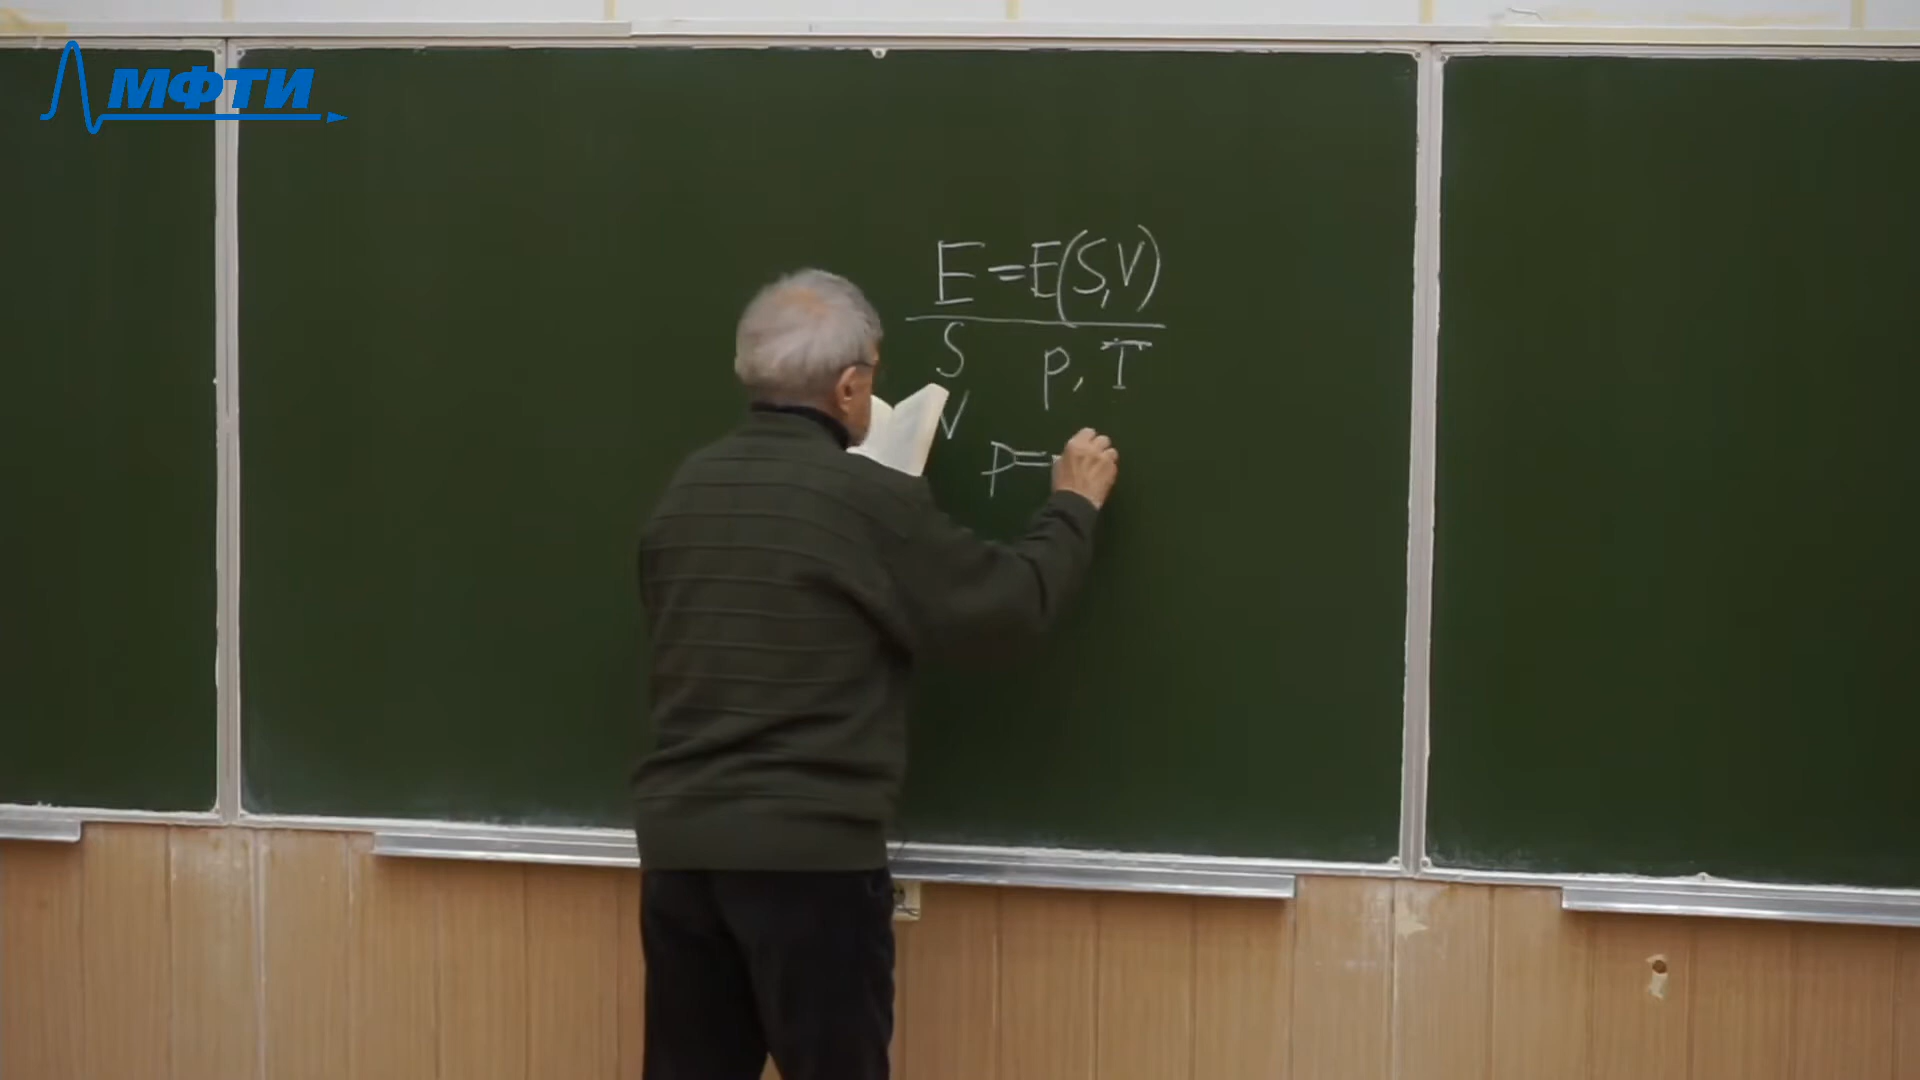 МФТИ
E = E(S,V)
S p, T
V
P =